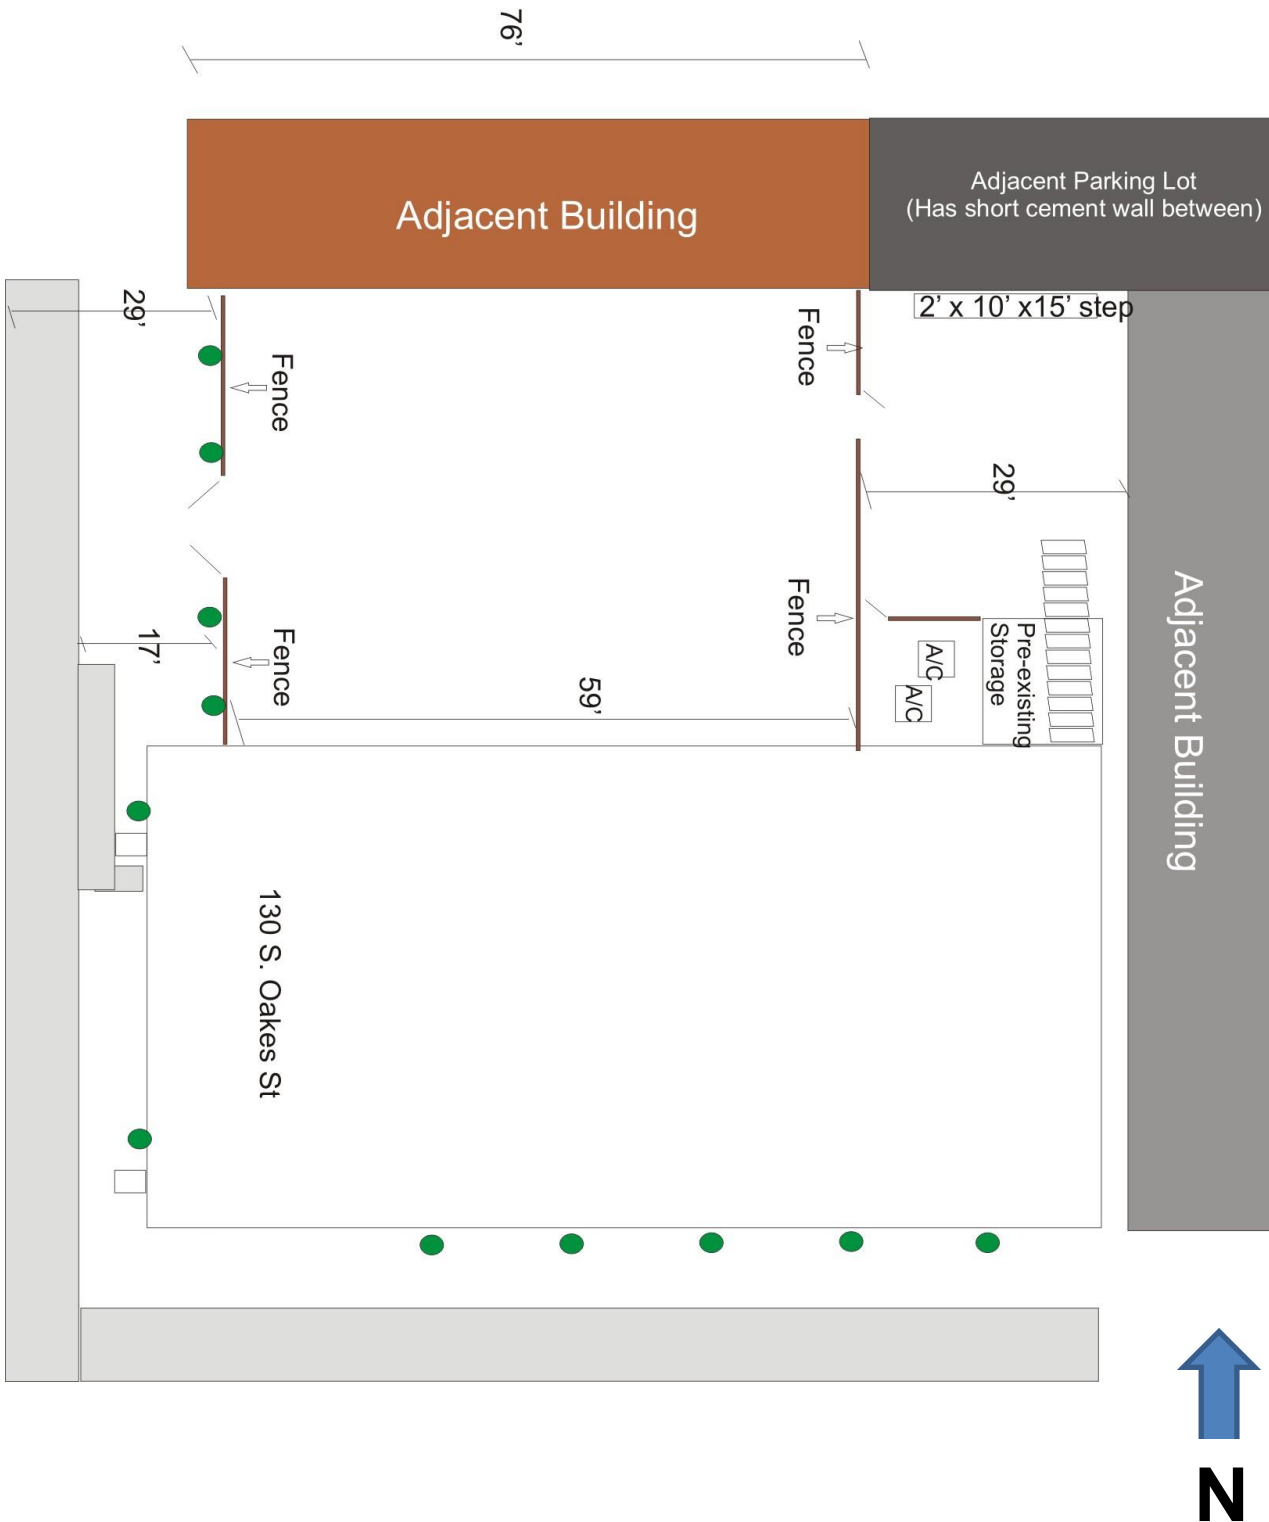 76’
Adjacent Building
Adjacent Parking Lot
(Has short cement wall between)
29’
Fence
Fence
2’ x 10’ x15’ step
29’
Fence
17’
Fence
59’
A/C
A/C
Pre-existing
Storage
Adjacent Building
130 S. Oakes St
N